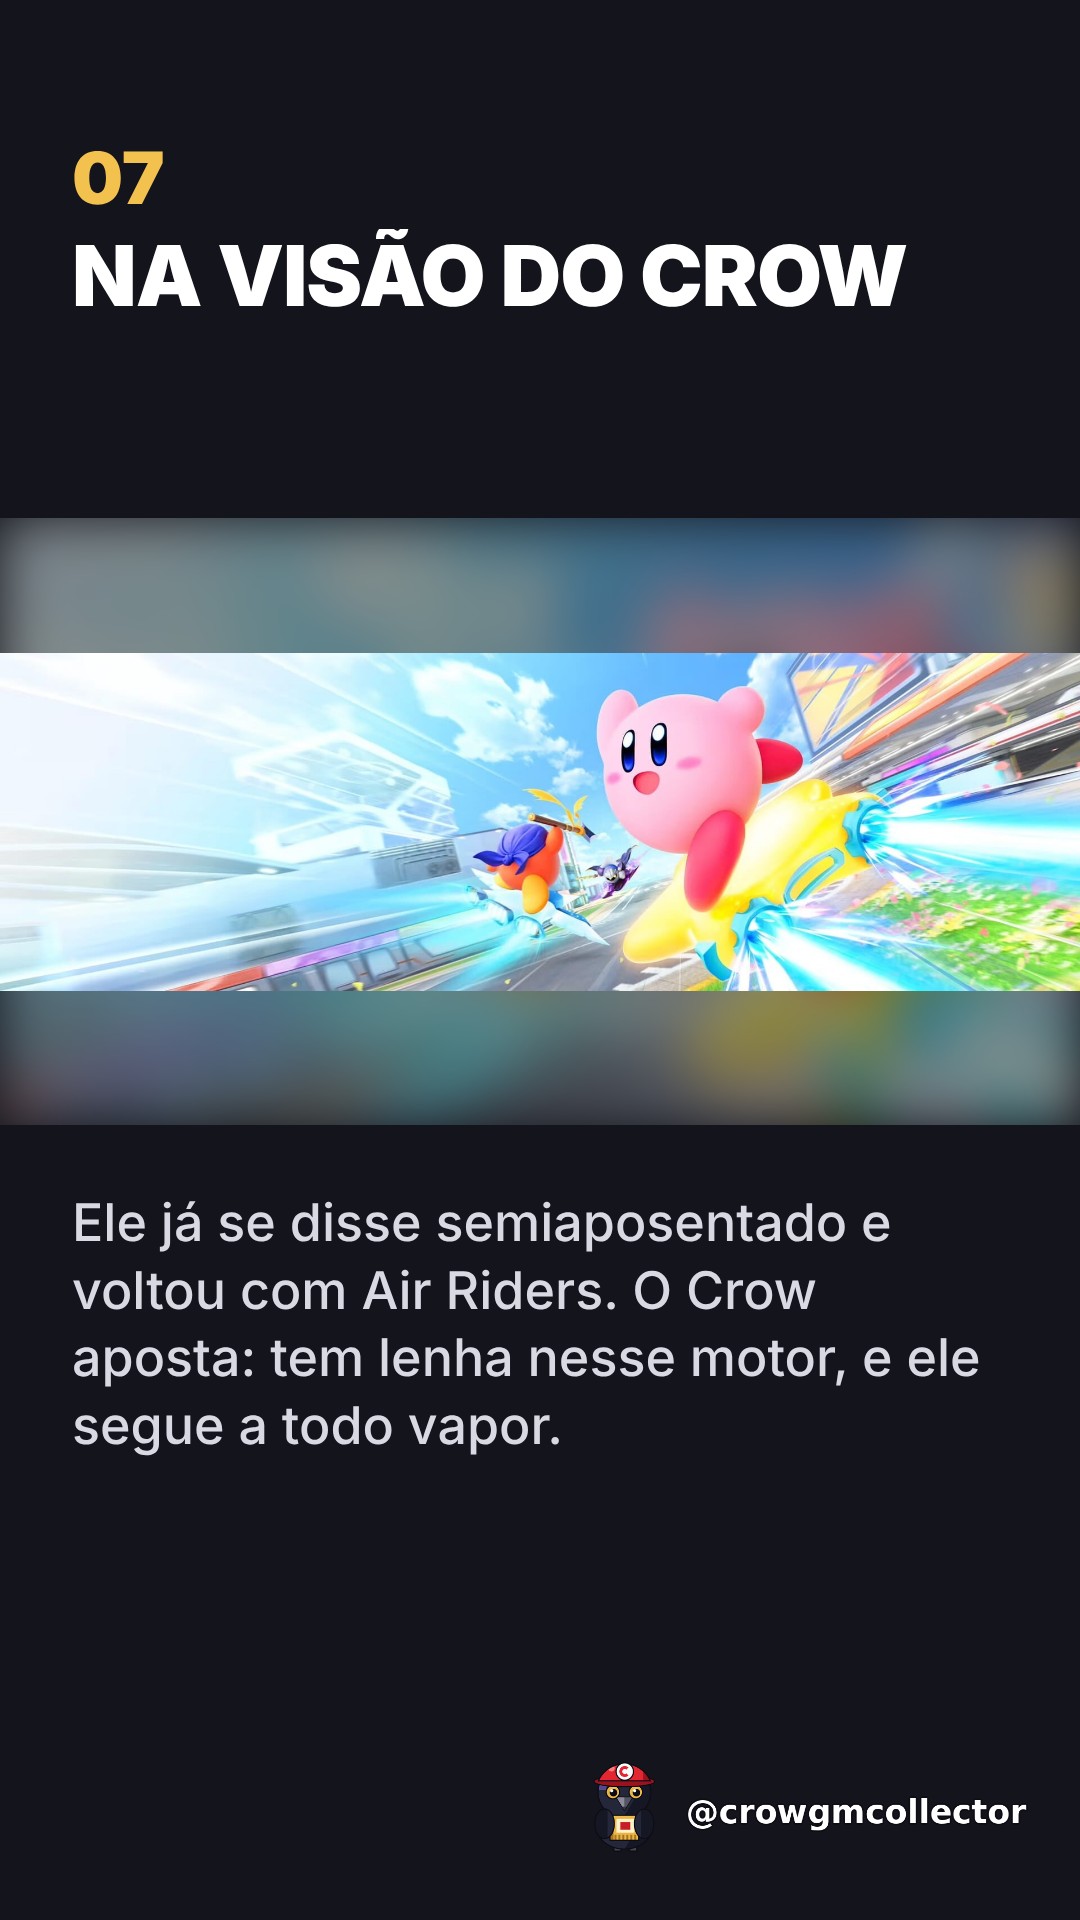 07
NA VISÃO DO CROW
Ele já se disse semiaposentado e
voltou com Air Riders. O Crow
aposta: tem lenha nesse motor, e ele
segue a todo vapor.
C
@crowgmcollector